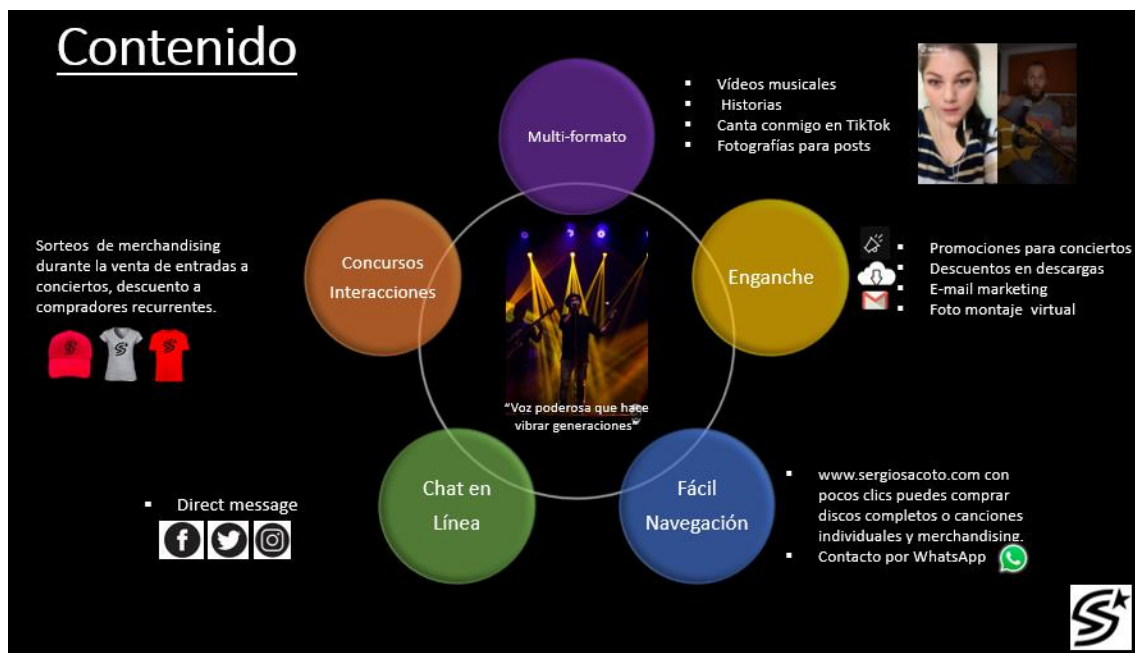 Contenido
Multi-formato
Vídeos musicales
Historias
Canta conmigo en TikTok
Fotografías para posts
Enganche
Promociones para conciertos
Descuentos en descargas
E-mail marketing
Foto montaje virtual
Fácil
Navegación
www.sergiosacoto.com con
pocos clics puedes comprar
discos completos o canciones
individuales y merchandising.
Contacto por WhatsApp
Chat en
Línea
Direct message
Concursos
Interacciones
Sorteos de merchandising
durante la venta de entradas a
conciertos, descuento a
compradores recurrentes.
"Voz poderosa que hace
vibrar generaciones"